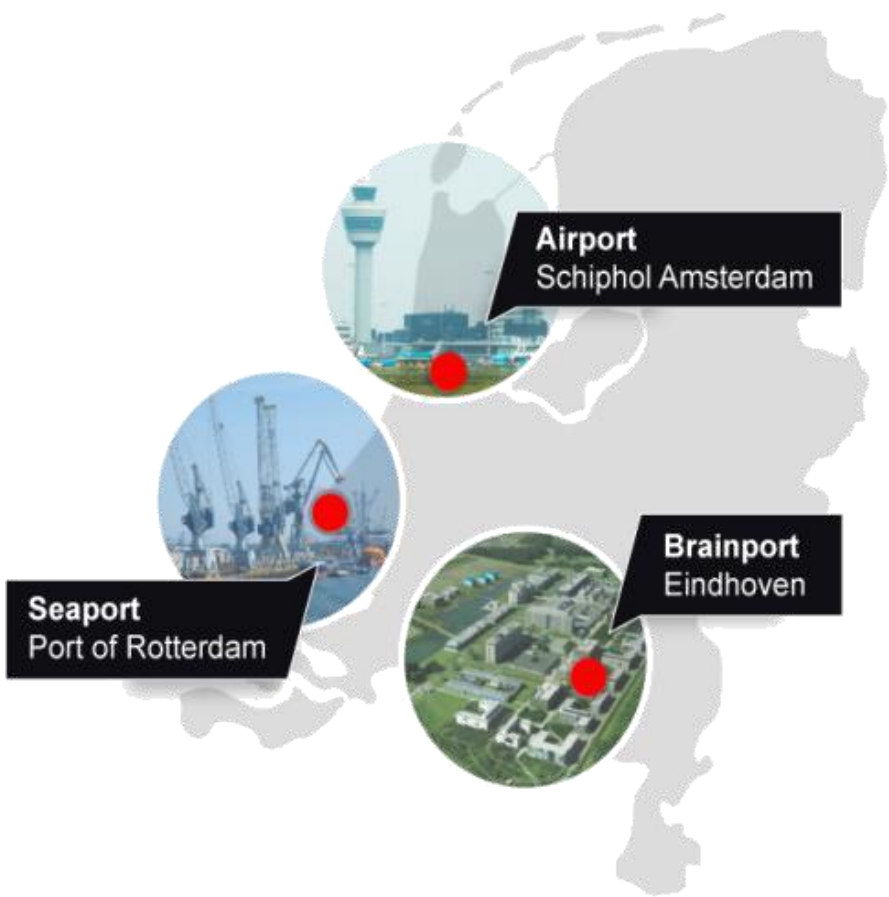 Airport
Schiphol Amsterdam
Seaport
Port of Rotterdam
Brainport
Eindhoven